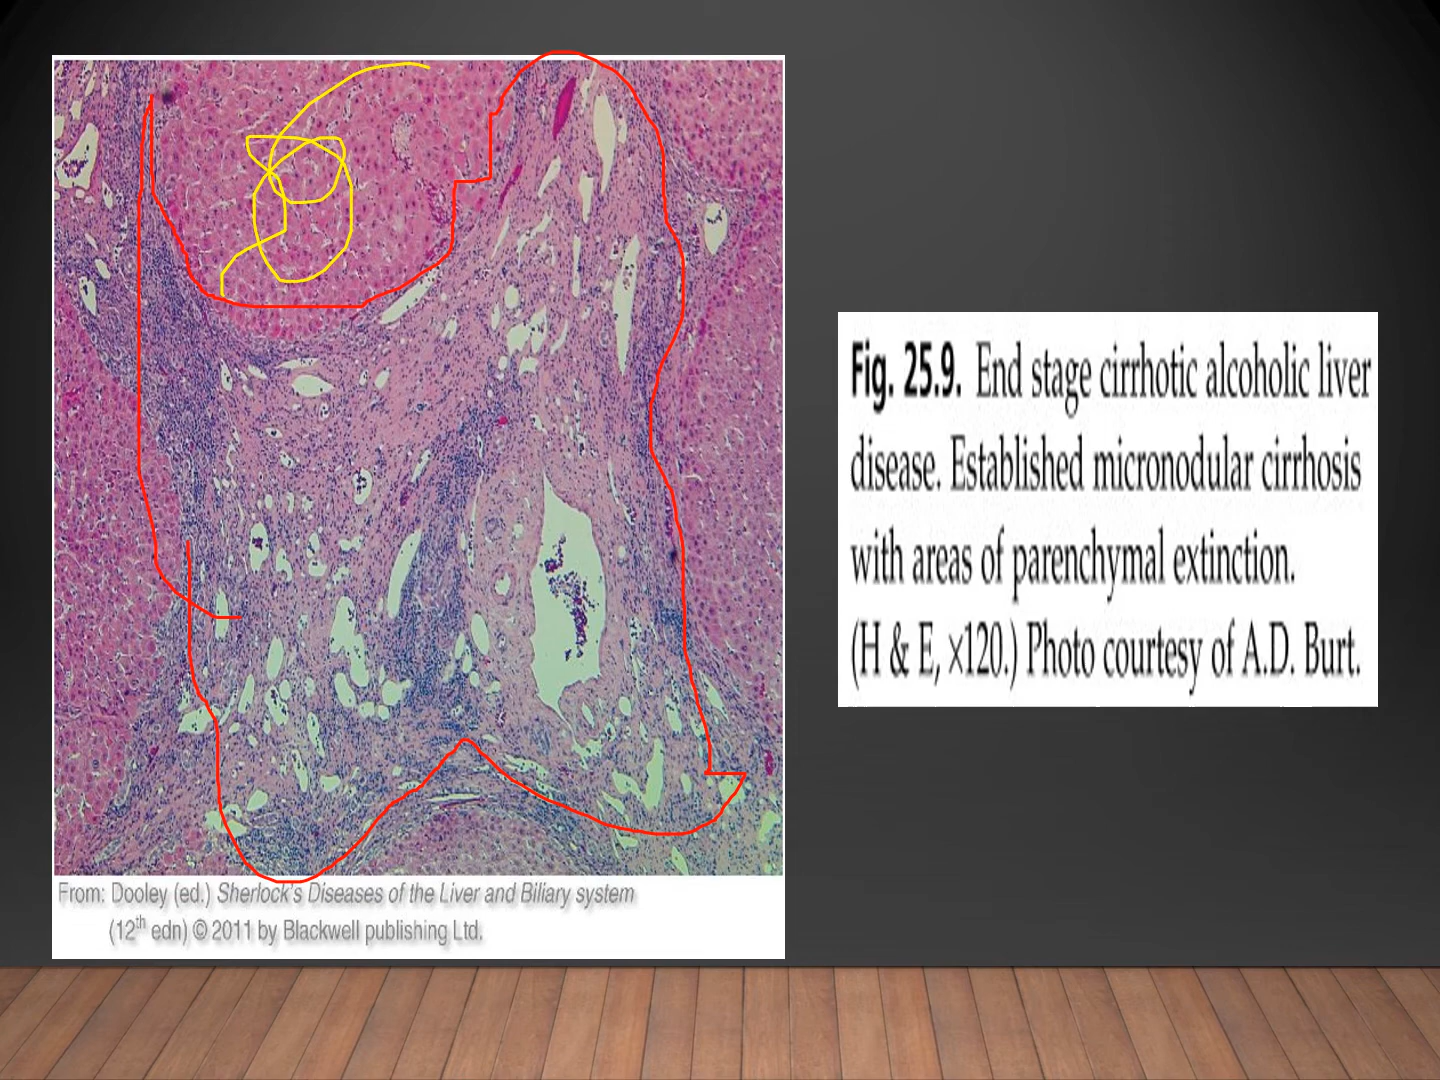 Fig. 25.9. End stage cirrhotic alcoholic liver
disease. Established micronodular cirrhosis
with areas of parenchymal extinction.
(H & E, ×120.) Photo courtesy of A.D. Burt.
From: Dooley (ed.) Sherlock's Diseases of the Liver and Biliary system
(12th edn) © 2011 by Blackwell publishing Ltd.